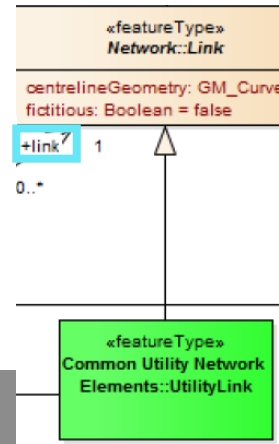 «featureType»
Network::Link
centrelineGeometry: GM_Curve
fictitious: Boolean = false
+link 1
0..*
«featureType»
Common Utility Network
Elements::UtilityLink